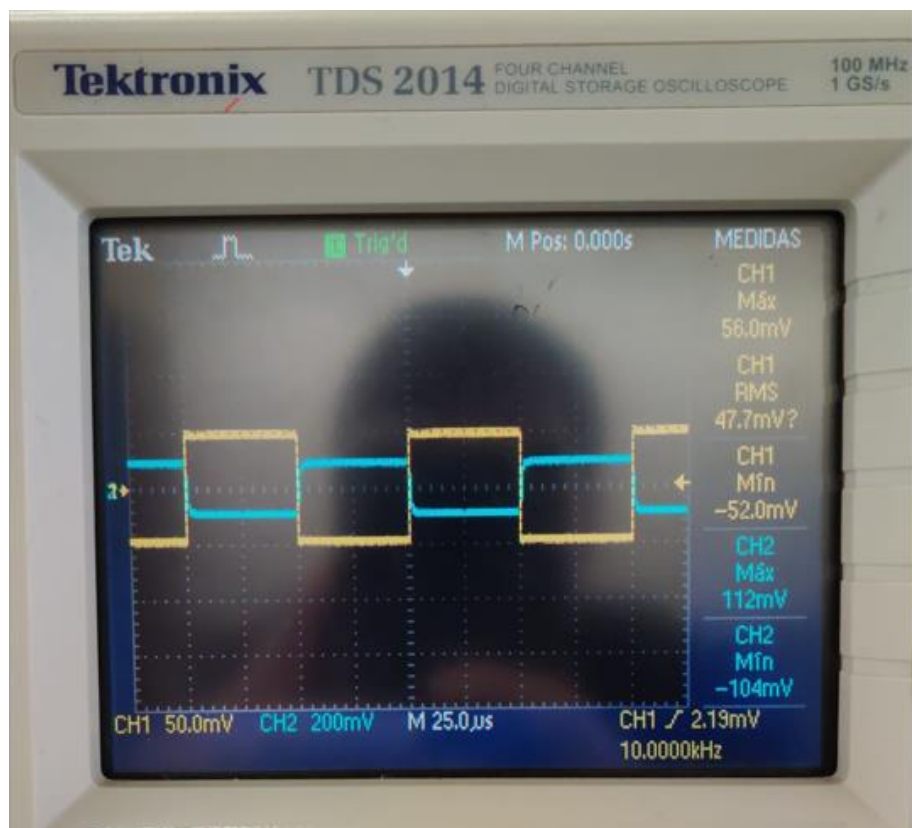 Tektronix TDS 2014 FOUR CHANNEL DIGITAL STORAGE OSCILLOSCOPE
100 MHz
1 GS/s
Tek Trig'd M Pos: 0.000s MEDIDAS
CH1
Máx
56.0mV
CH1
RMS
47.7mV?
CH1
Mín
-52.0mV
CH2
Máx
112mV
CH2
Mín
-104mV
CH1 50.0mV CH2 200mV M 25.0µs CH1 2.19mV
10.0000kHz